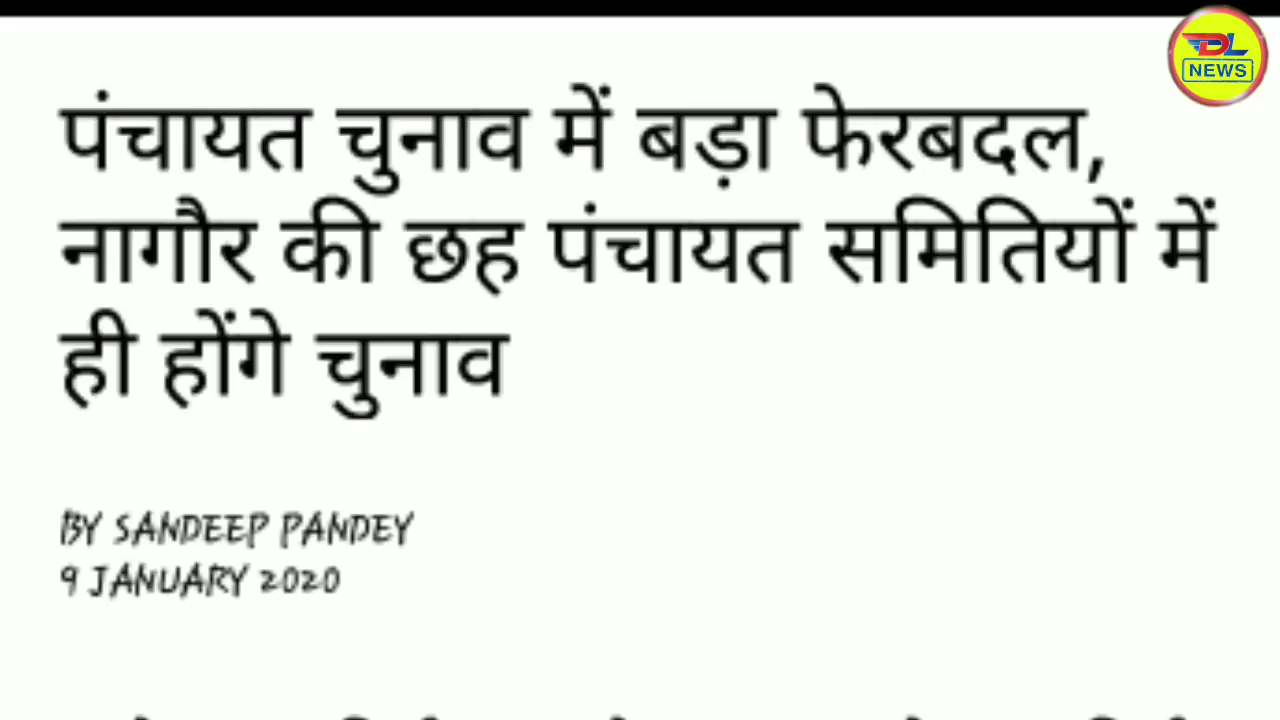 DL
NEWS
पंचायत चुनाव में बड़ा फेरबदल,
नागौर की छह पंचायत समितियों में
ही होंगे चुनाव
BY SANDEEP PANDEY
9 JANUARY 2020